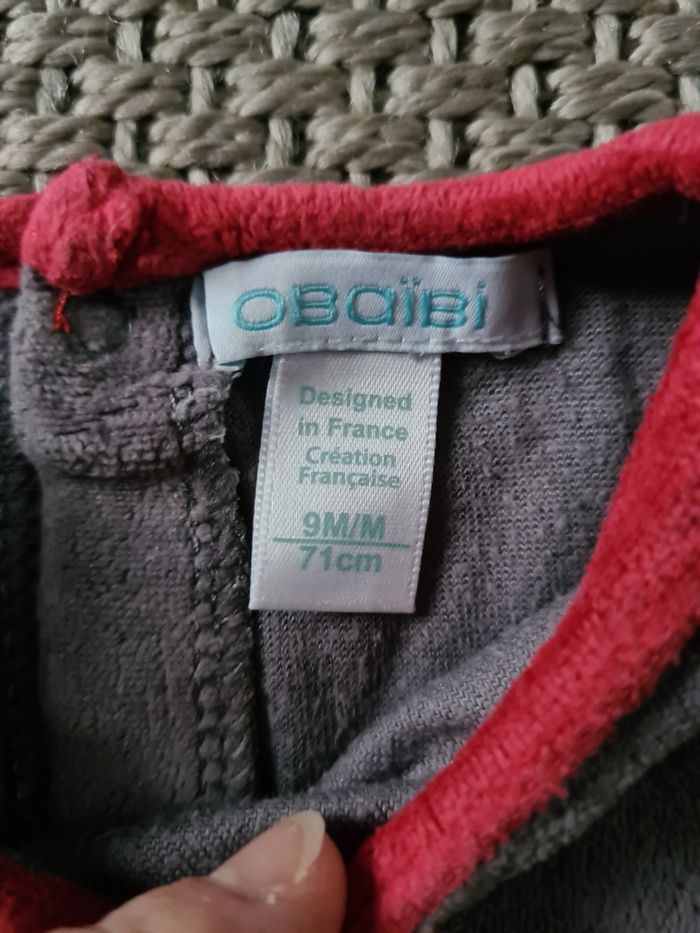 OBaïBi
Designed
in France
Création
Française
9M/M
71cm